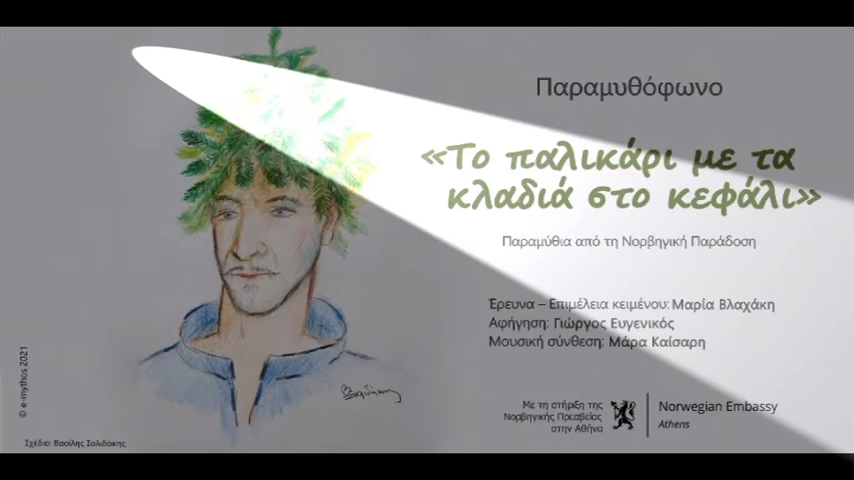 Παραμυθόφωνο
«Το παλικάρι με τα
κλαδιά στο κεφάλι»
Παραμύθια από τη Νορβηγική Παράδοση
Έρευνα – Επιμέλεια κειμένου: Μαρία Βλαχάκη
Αφήγηση: Γιώργος Ευγενικός
Μουσική σύνθεση: Μάρα Καίσαρη
Με τη στήριξη της
Νορβηγικής Πρεσβείας
στην Αθήνα
Norwegian Embassy
Athens
© e-mythos 2021
Σχέδιο: Βασίλης Σολιδάκης